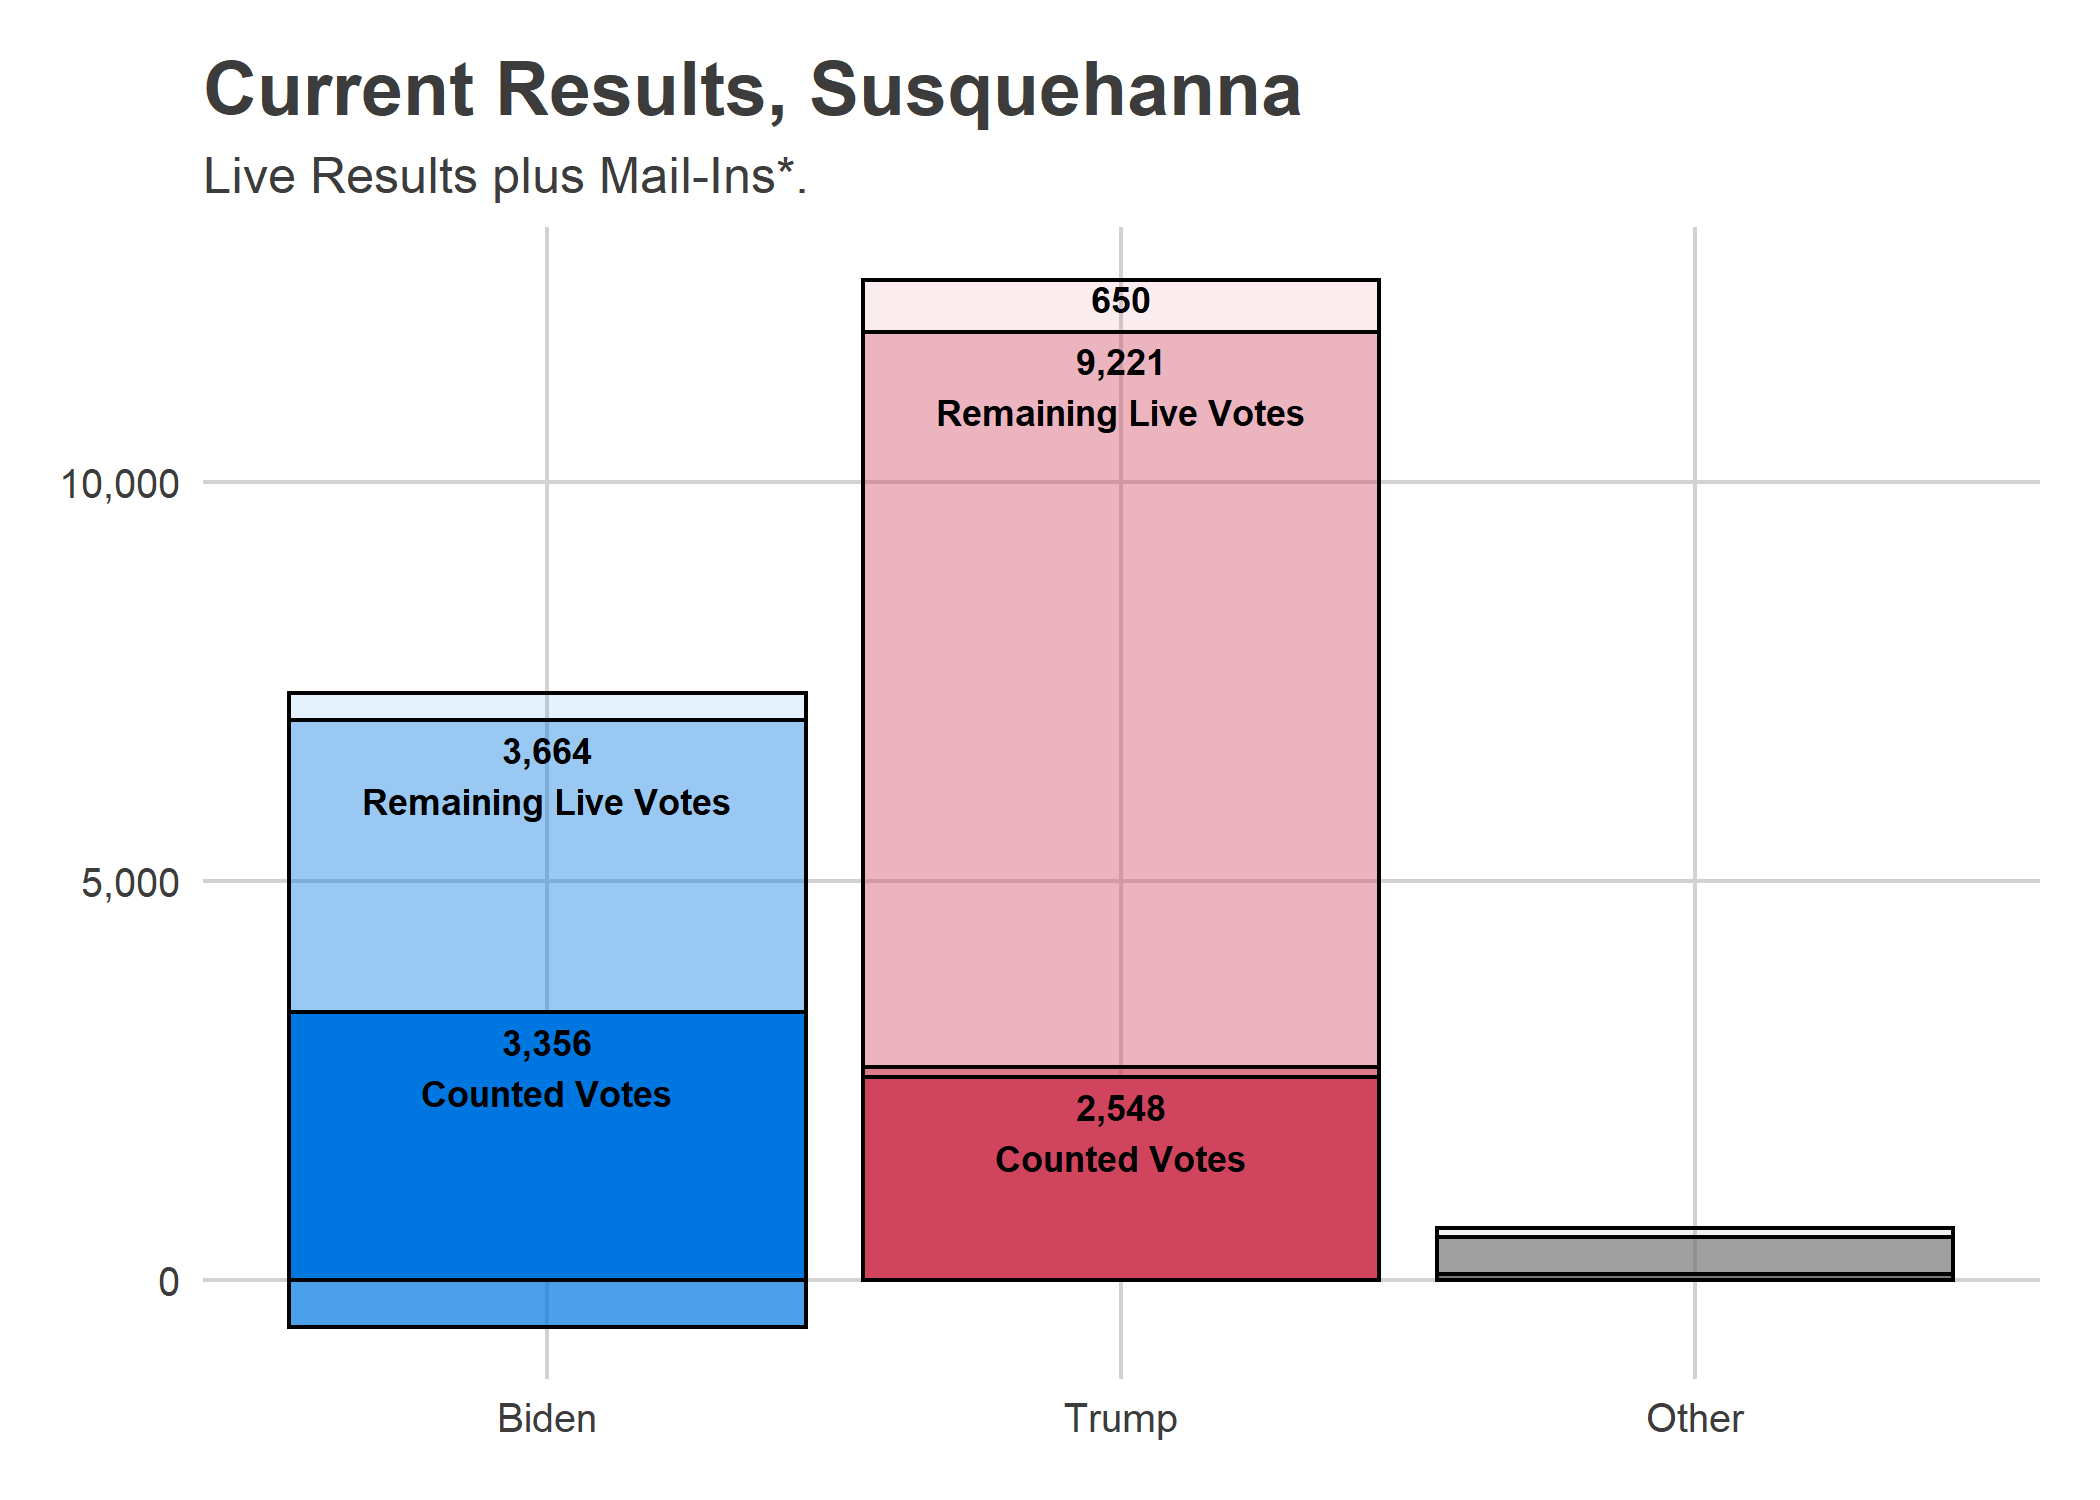 Current Results, Susquehanna
Live Results plus Mail-Ins*.
650
9,221
Remaining Live Votes
10,000
3,664
Remaining Live Votes
5,000
3,356
Counted Votes
2,548
Counted Votes
0
Biden
Trump
Other